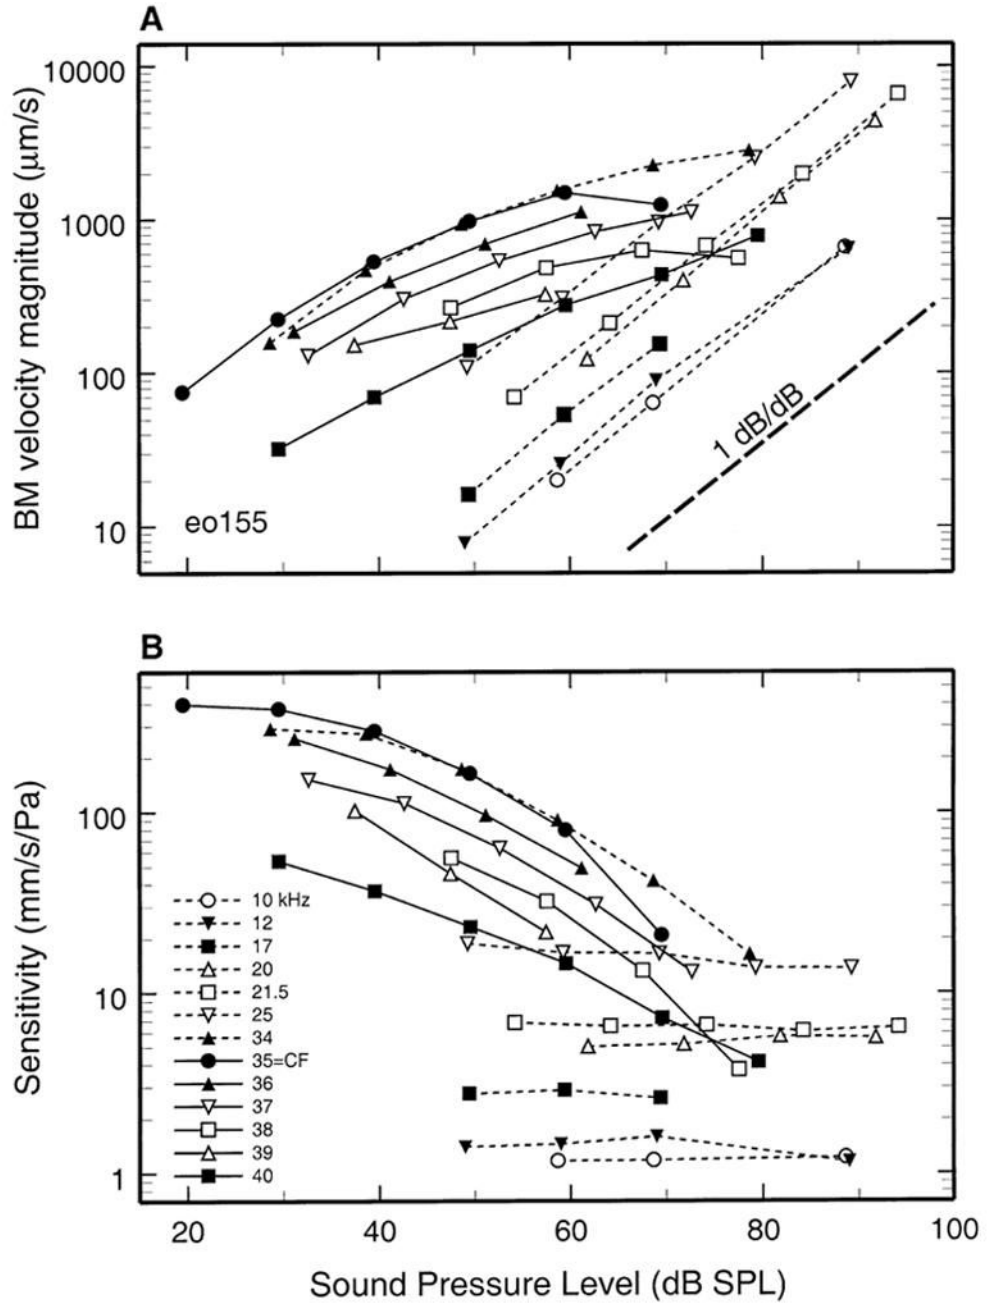 A
BM velocity magnitude (μm/s)
10000
1000
100
10
1 dB/dB
eo155
B
Sensitivity (mm/s/Pa)
100
10
1
10 kHz
12
17
20
21.5
25
34
35=CF
36
37
38
39
40
20 40 60 80 100
Sound Pressure Level (dB SPL)